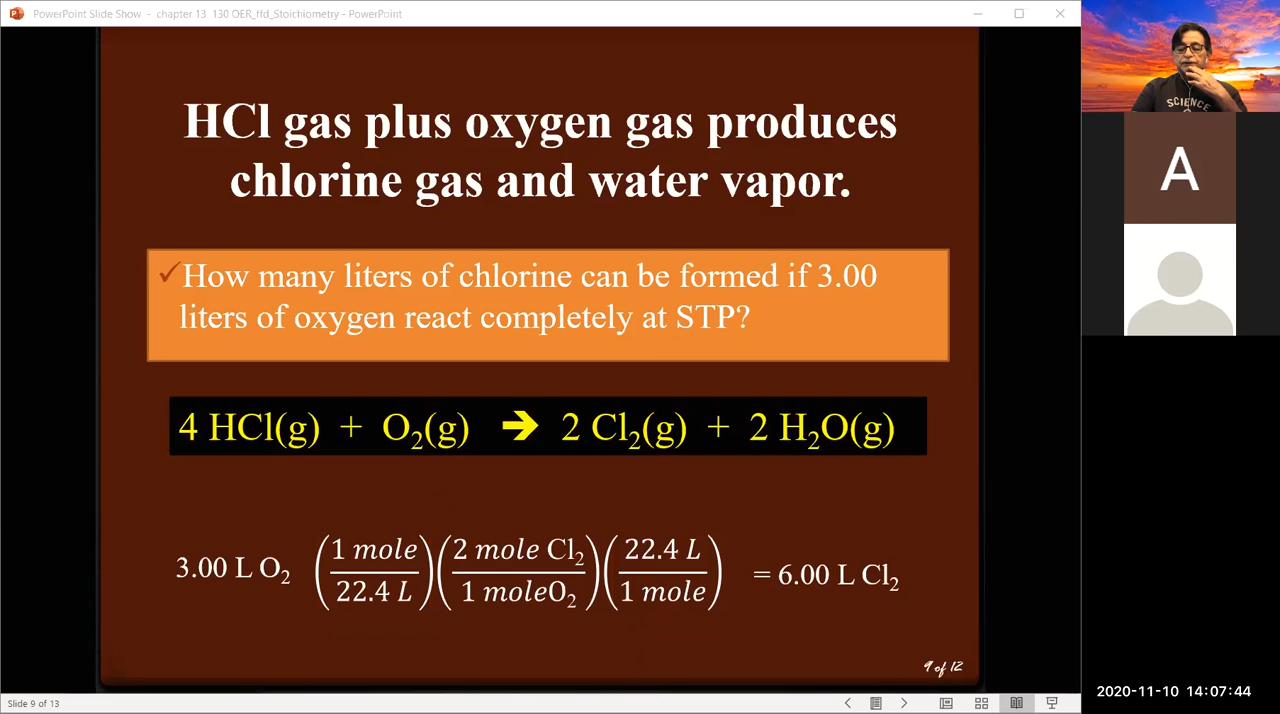 PowerPoint Slide Show - chapter 13 130 OER_ffd_Stoichiometry - PowerPoint
HCl gas plus oxygen gas produces
chlorine gas and water vapor.
✓How many liters of chlorine can be formed if 3.00
liters of oxygen react completely at STP?
4 HCl(g) + O₂(g) ➔ 2 Cl₂(g) + 2 H₂O(g)
3.00 L O₂ (1 mole/22.4 L)(2 mole Cl₂/1 moleO₂)(22.4 L/1 mole) = 6.00 L Cl₂
9 of 12
Slide 9 of 13
SCIENCE
A
2020-11-10 14:07:44